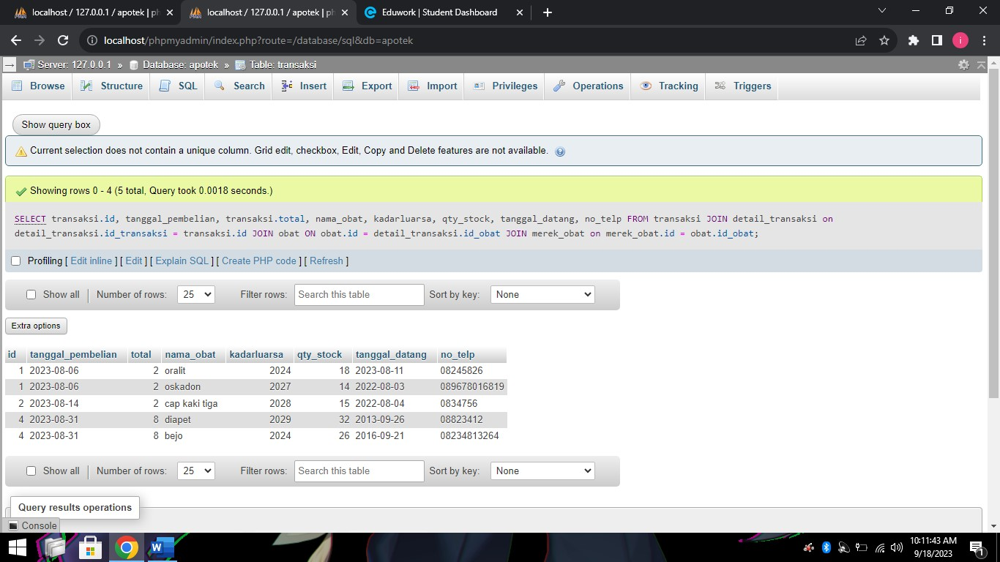 localhost / 127.0.0.1 / apotek | ph
localhost / 127.0.0.1 / apotek | ph
Eduwork | Student Dashboard
localhost/phpmyadmin/index.php?route=/database/sql&db=apotek
i
Server: 127.0.0.1 » Database: apotek » Table: transaksi
Browse Structure SQL Search Insert Export Import Privileges Operations Tracking Triggers
Show query box
Current selection does not contain a unique column. Grid edit, checkbox, Edit, Copy and Delete features are not available.
Showing rows 0 - 4 (5 total, Query took 0.0018 seconds.)
SELECT transaksi.id, tanggal_pembelian, transaksi.total, nama_obat, kadarluarsa, qty_stock, tanggal_datang, no_telp FROM transaksi JOIN detail_transaksi on
detail_transaksi.id_transaksi = transaksi.id JOIN obat ON obat.id = detail_transaksi.id_obat JOIN merek_obat on merek_obat.id = obat.id_obat;
Profiling [ Edit inline ] [ Edit ] [ Explain SQL ] [ Create PHP code ] [ Refresh ]
Show all | Number of rows: 25 Filter rows: Search this table Sort by key: None
Extra options
id tanggal_pembelian total nama_obat kadarluarsa qty_stock tanggal_datang no_telp
1 2023-08-06 2 oralit 2024 18 2023-08-11 08245826
1 2023-08-06 2 oskadon 2027 14 2022-08-03 089678016819
2 2023-08-14 2 cap kaki tiga 2028 15 2022-08-04 0834756
4 2023-08-31 8 diapet 2029 32 2013-09-26 08823412
4 2023-08-31 8 bejo 2024 26 2016-09-21 08234813264
Show all | Number of rows: 25 Filter rows: Search this table Sort by key: None
Query results operations
Console
10:11:43 AM
9/18/2023
1